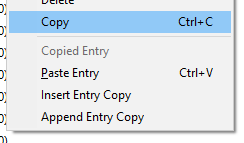 Delete
Copy Ctrl+C
Copied Entry
Paste Entry Ctrl+V
Insert Entry Copy
Append Entry Copy